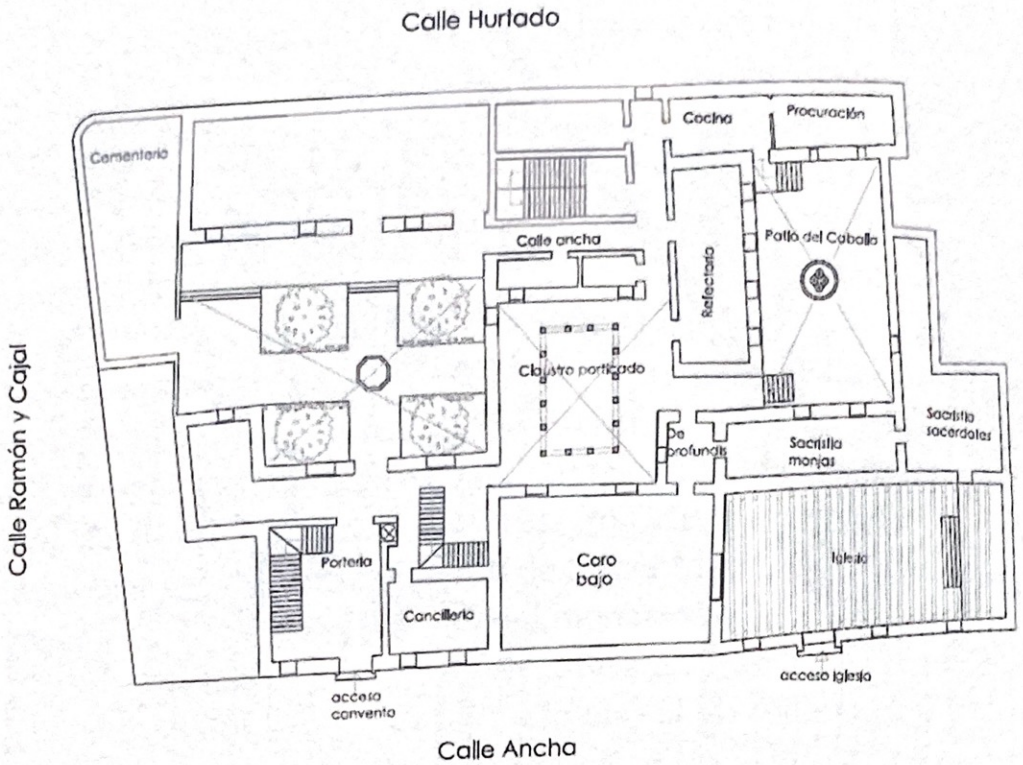 Calle Hurtado
Cocina
Procuración
Cementerio
Calle ancha
Patio del Caballo
Refectorio
Claustro porticado
Calle Ramón y Cajal
Sacristía
sacerdotes
De
profundis
Sacristía
monjas
Portería
Coro
bajo
Iglesia
Cancillería
acceso
convento
acceso iglesia
Calle Ancha